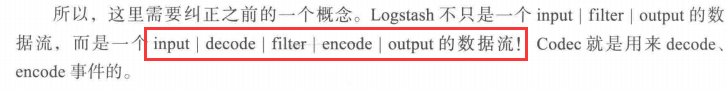 所以，这里需要纠正之前的一个概念。Logstash 不只是一个 input | filter | output 的数
据流，而是一个 input | decode | filter | encode | output 的数据流！ Codec 就是用来 decode、
encode 事件的。